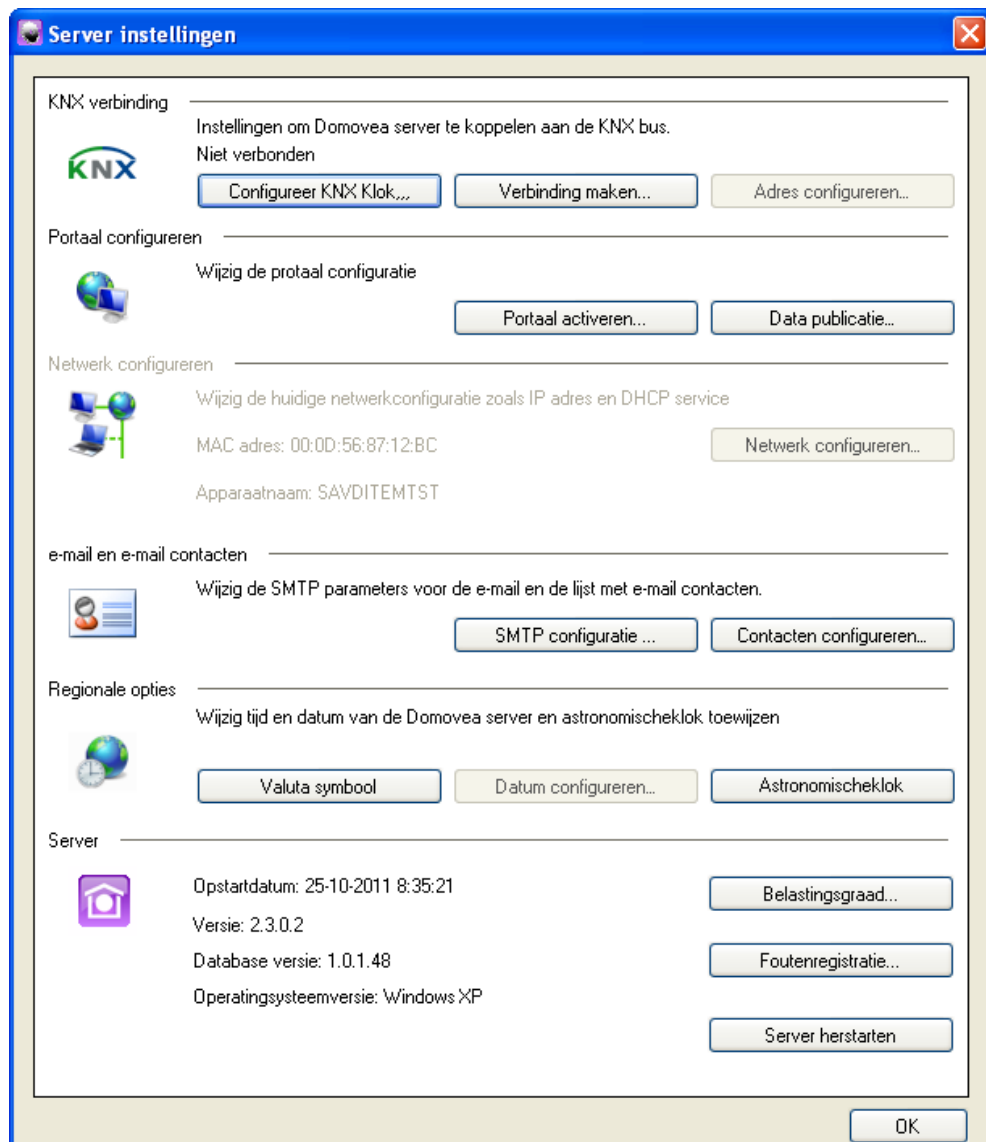 Server instellingen
KNX verbinding
Instellingen om Domovea server te koppelen aan de KNX bus.
KNX
Niet verbonden
Configureer KNX Klok,,, Verbinding maken... Adres configureren...
Portaal configureren
Wijzig de protaal configuratie
Portaal activeren... Data publicatie...
Netwerk configureren
Wijzig de huidige netwerkconfiguratie zoals IP adres en DHCP service
MAC adres: 00:0D:56:87:12:BC Netwerk configureren...
Apparaatnaam: SAVDITEMTST
e-mail en e-mail contacten
Wijzig de SMTP parameters voor de e-mail en de lijst met e-mail contacten.
SMTP configuratie ... Contacten configureren...
Regionale opties
Wijzig tijd en datum van de Domovea server en astronomischeklok toewijzen
Valuta symbool Datum configureren... Astronomischeklok
Server
Opstartdatum: 25-10-2011 8:35:21 Belastingsgraad...
Versie: 2.3.0.2
Database versie: 1.0.1.48 Foutenregistratie...
Operatingsysteemversie: Windows XP
Server herstarten
OK